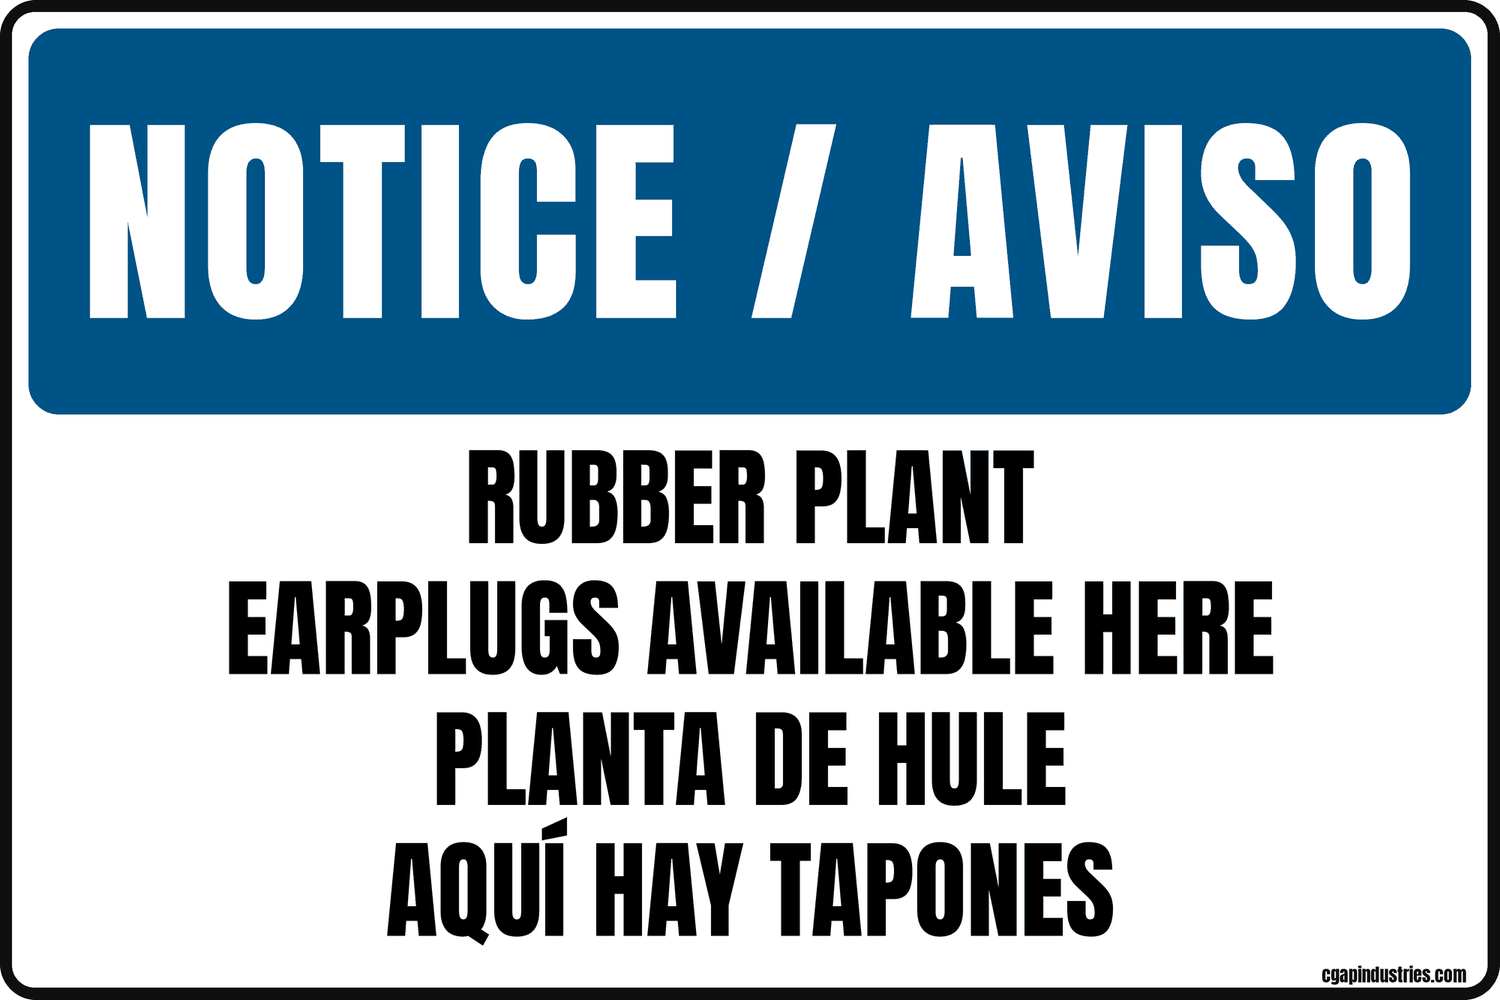 NOTICE / AVISO
RUBBER PLANT
EARPLUGS AVAILABLE HERE
PLANTA DE HULE
AQUÍ HAY TAPONES
cgapindustries.com